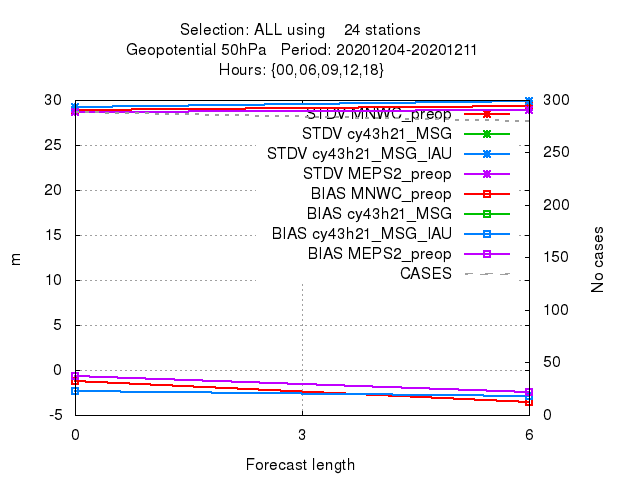 Selection: ALL using    24 stations
Geopotential 50hPa   Period: 20201204-20201211
Hours: {00,06,09,12,18}
30 300
STDV MNWC_preop
STDV cy43h21_MSG
25 250
STDV cy43h21_MSG_IAU
STDV MEPS2_preop
20 BIAS MNWC_preop
BIAS cy43h21_MSG 200
15 BIAS cy43h21_MSG_IAU
BIAS MEPS2_preop 150
m No cases
10 CASES
100
5
50
0
-5 0
0 3 6
Forecast length